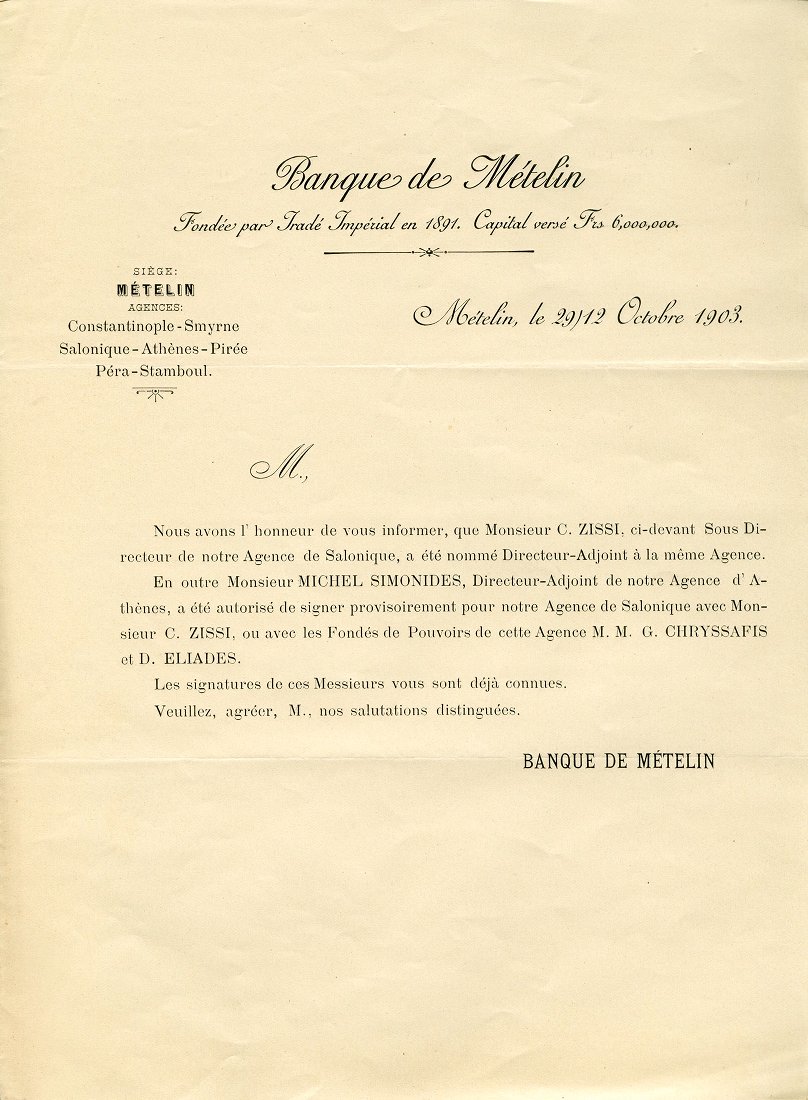 Banque de Mételin
Fondée par Iradé Impérial en 1891. Capital versé Frs 6,000,000.
SIÈGE:
MÉTELIN
AGENCES:
Constantinople-Smyrne
Salonique-Athènes-Pirée
Péra-Stamboul.
Mételin, le 29/12 Octobre 1903.
M.,
Nous avons l' honneur de vous informer, que Monsieur C. ZISSI, ci-devant Sous Di-
recteur de notre Agence de Salonique, a été nommé Directeur-Adjoint à la même Agence.
En outre Monsieur MICHEL SIMONIDES, Directeur-Adjoint de notre Agence d' A-
thènes, a été autorisé de signer provisoirement pour notre Agence de Salonique avec Mon-
sieur C. ZISSI, ou avec les Fondés de Pouvoirs de cette Agence M. M. G. CHRYSSAFIS
et D. ELIADES.
Les signatures de ces Messieurs vous sont déjà connues.
Veuillez, agréer, M., nos salutations distinguées.
BANQUE DE MÉTELIN